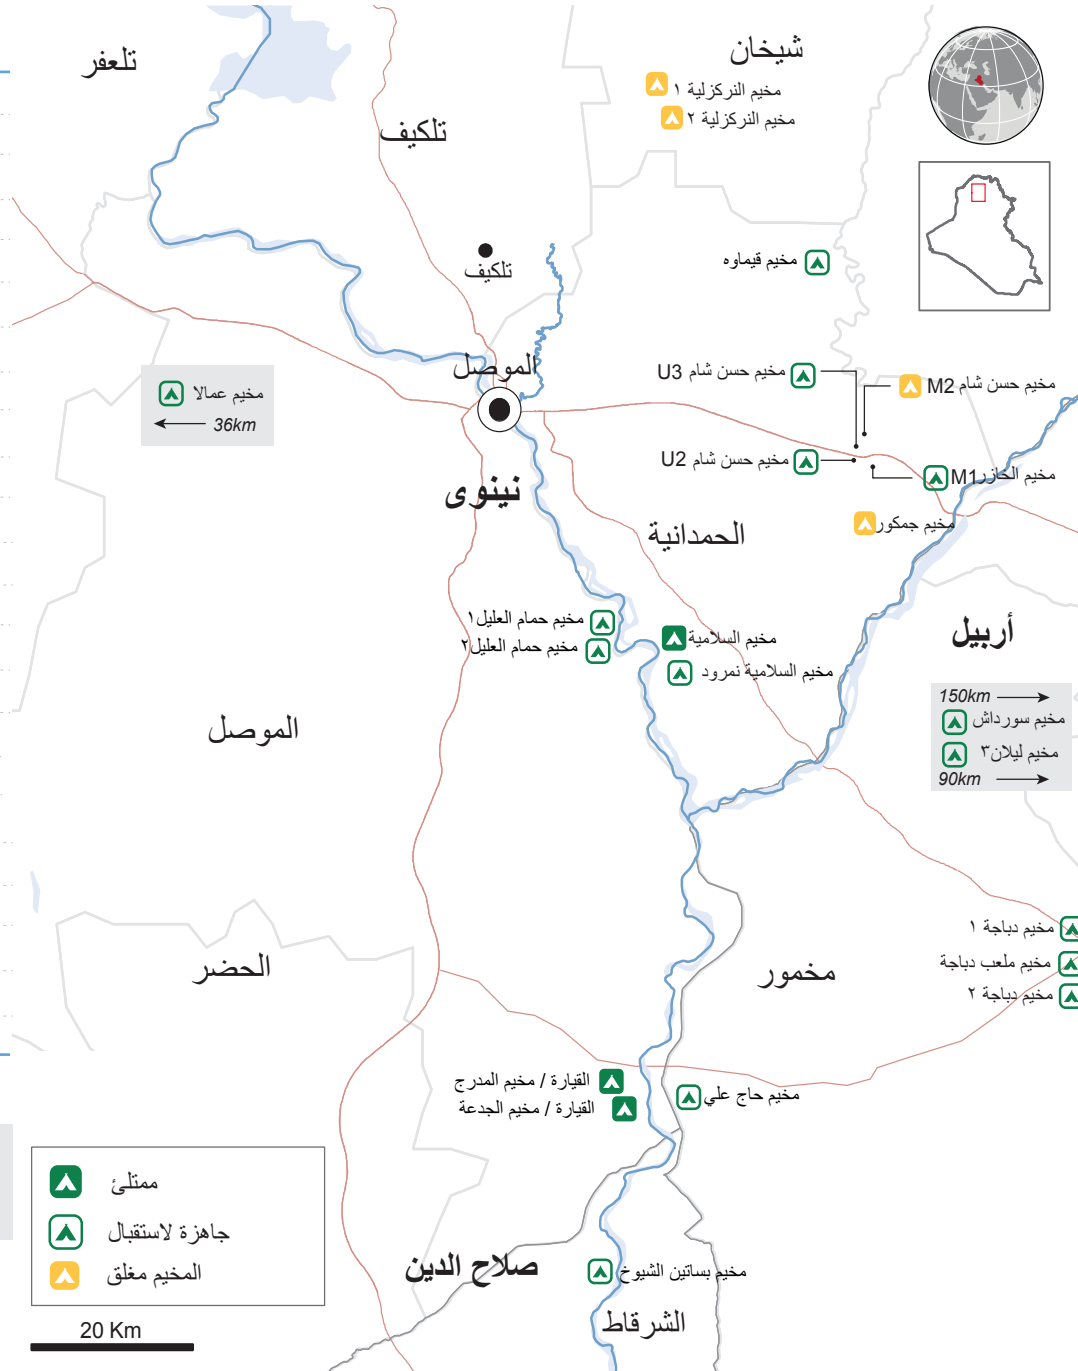 شيخان
تلعفر
مخيم النركزلية ١
مخيم النركزلية ٢
تلكيف
تلكيف
مخيم قيماوه
الموصل
مخيم حسن شام U3
مخيم حسن شام M2
مخيم عمالا
36km
مخيم حسن شام U2
مخيم الخازر M1
نينوى
مخيم جمكور
الحمدانية
مخيم حمام العليل ١
مخيم حمام العليل ٢
مخيم السلامية
مخيم السلامية نمرود
أربيل
150km
مخيم سورداش
مخيم ليلان ٣
90km
الموصل
مخيم دباجة ١
مخيم ملعب دباجة
مخيم دباجة ٢
الحضر
مخمور
القيارة / مخيم المدرج
القيارة / مخيم الجدعة
مخيم حاج علي
ممتلئ
جاهزة لاستقبال
المخيم مغلق
صلاح الدين
مخيم بساتين الشيوخ
الشرقاط
20 Km